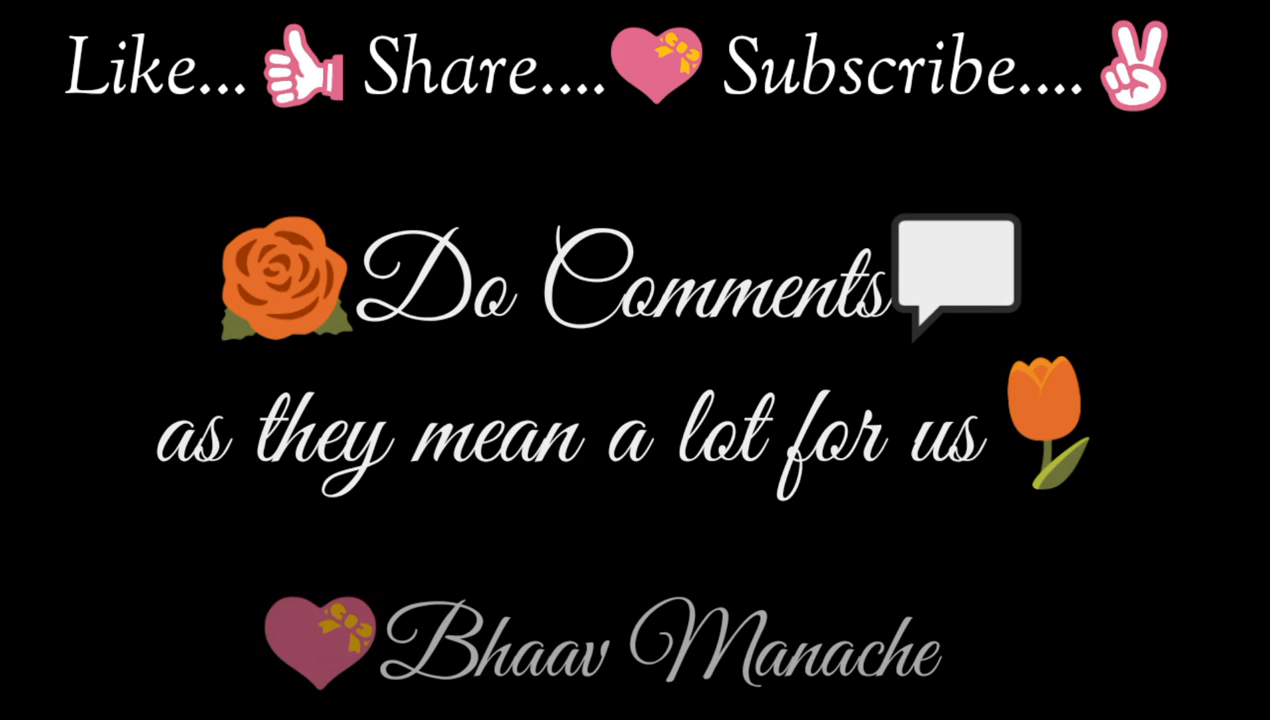 Like...👍 Share....💝 Subscribe....✌
🌹Do Comments💬
as they mean a lot for us🌷
💝Bhaav Manache